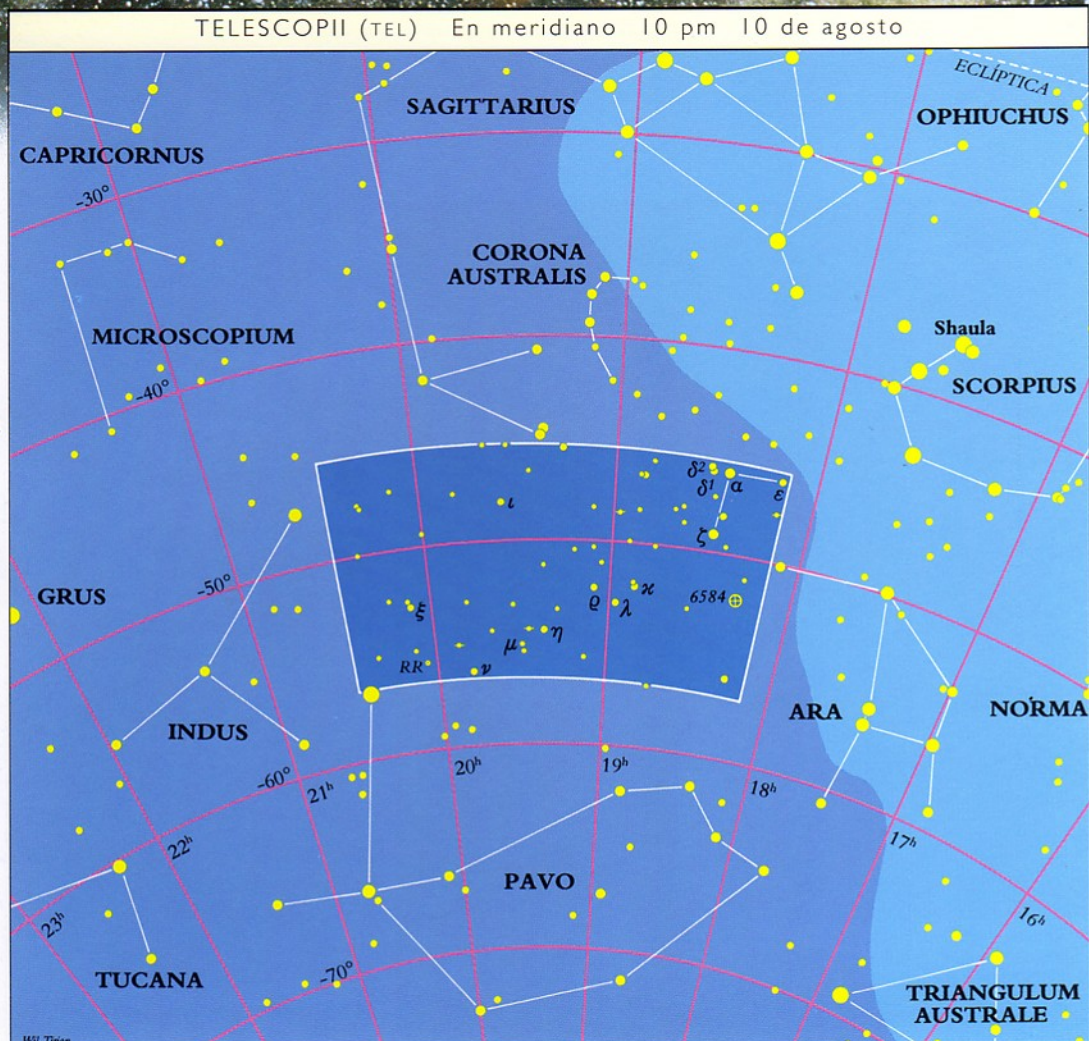 TELESCOPII (TEL) En meridiano 10 pm 10 de agosto
ECLÍPTICA
SAGITTARIUS
OPHIUCHUS
CAPRICORNUS
-30°
CORONA
AUSTRALIS
MICROSCOPIUM
Shaula
SCORPIUS
-40°
δ² α
δ¹ ε
ι
ζ
-50°
GRUS
ξ ϱ λ ϰ 6584
μ η
RR ν
INDUS
ARA
NORMA
-60°
21ʰ
20ʰ
19ʰ
18ʰ
17ʰ
22ʰ
PAVO
23ʰ
16ʰ
-70°
TUCANA
TRIANGULUM
AUSTRALE
Wil Tirion